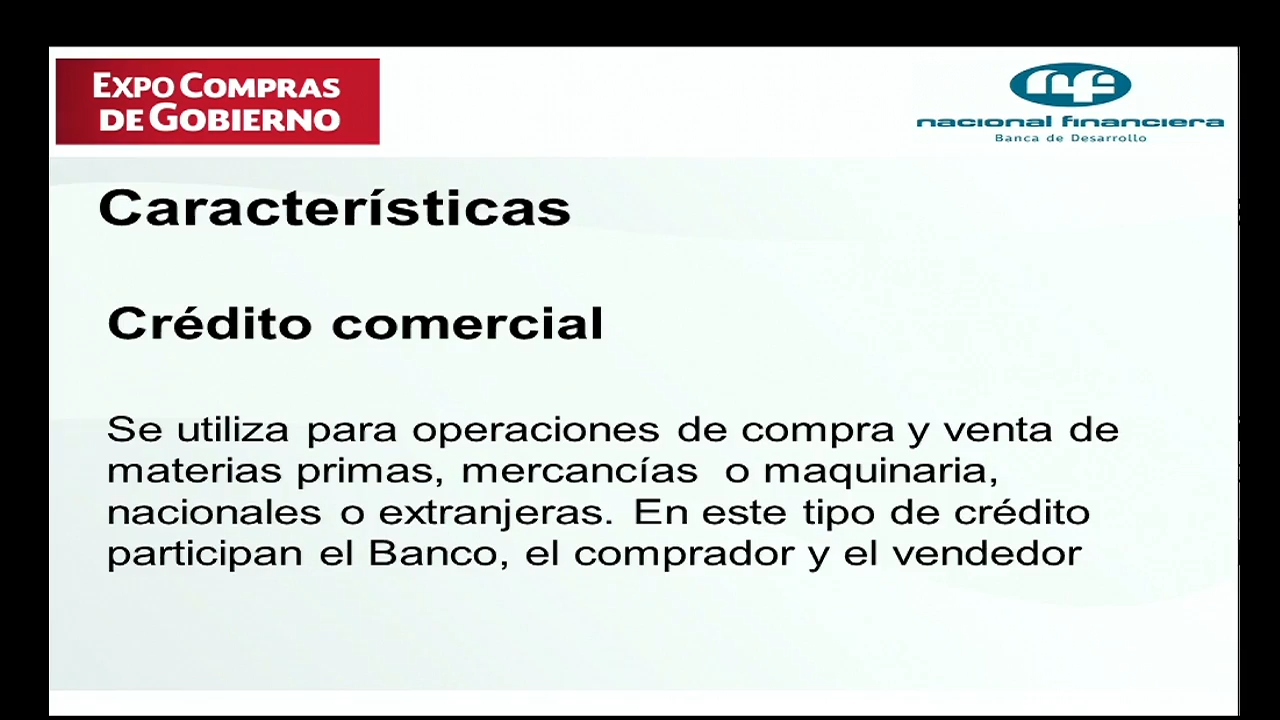 EXPO COMPRAS
DE GOBIERNO
nf
nacional financiera
Banca de Desarrollo
Características
Crédito comercial
Se utiliza para operaciones de compra y venta de
materias primas, mercancías o maquinaria,
nacionales o extranjeras. En este tipo de crédito
participan el Banco, el comprador y el vendedor